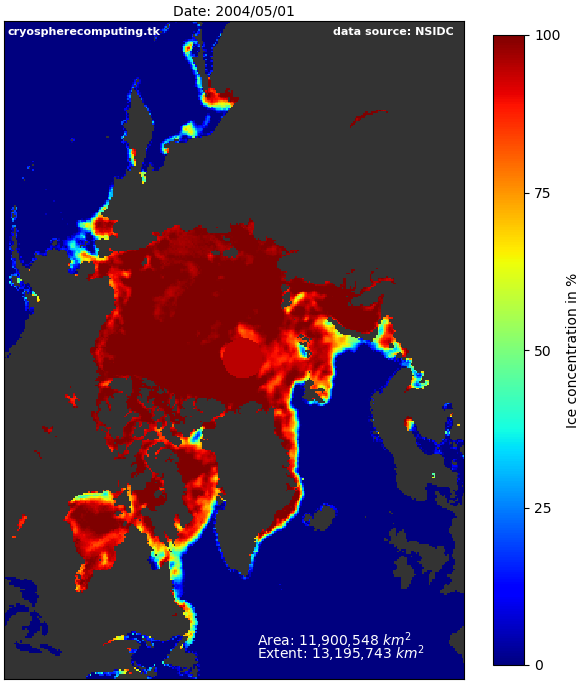 Date: 2004/05/01
cryospherecomputing.tk
data source: NSIDC
100
75
50
25
0
Ice concentration in %
Area: 11,900,548 km²
Extent: 13,195,743 km²